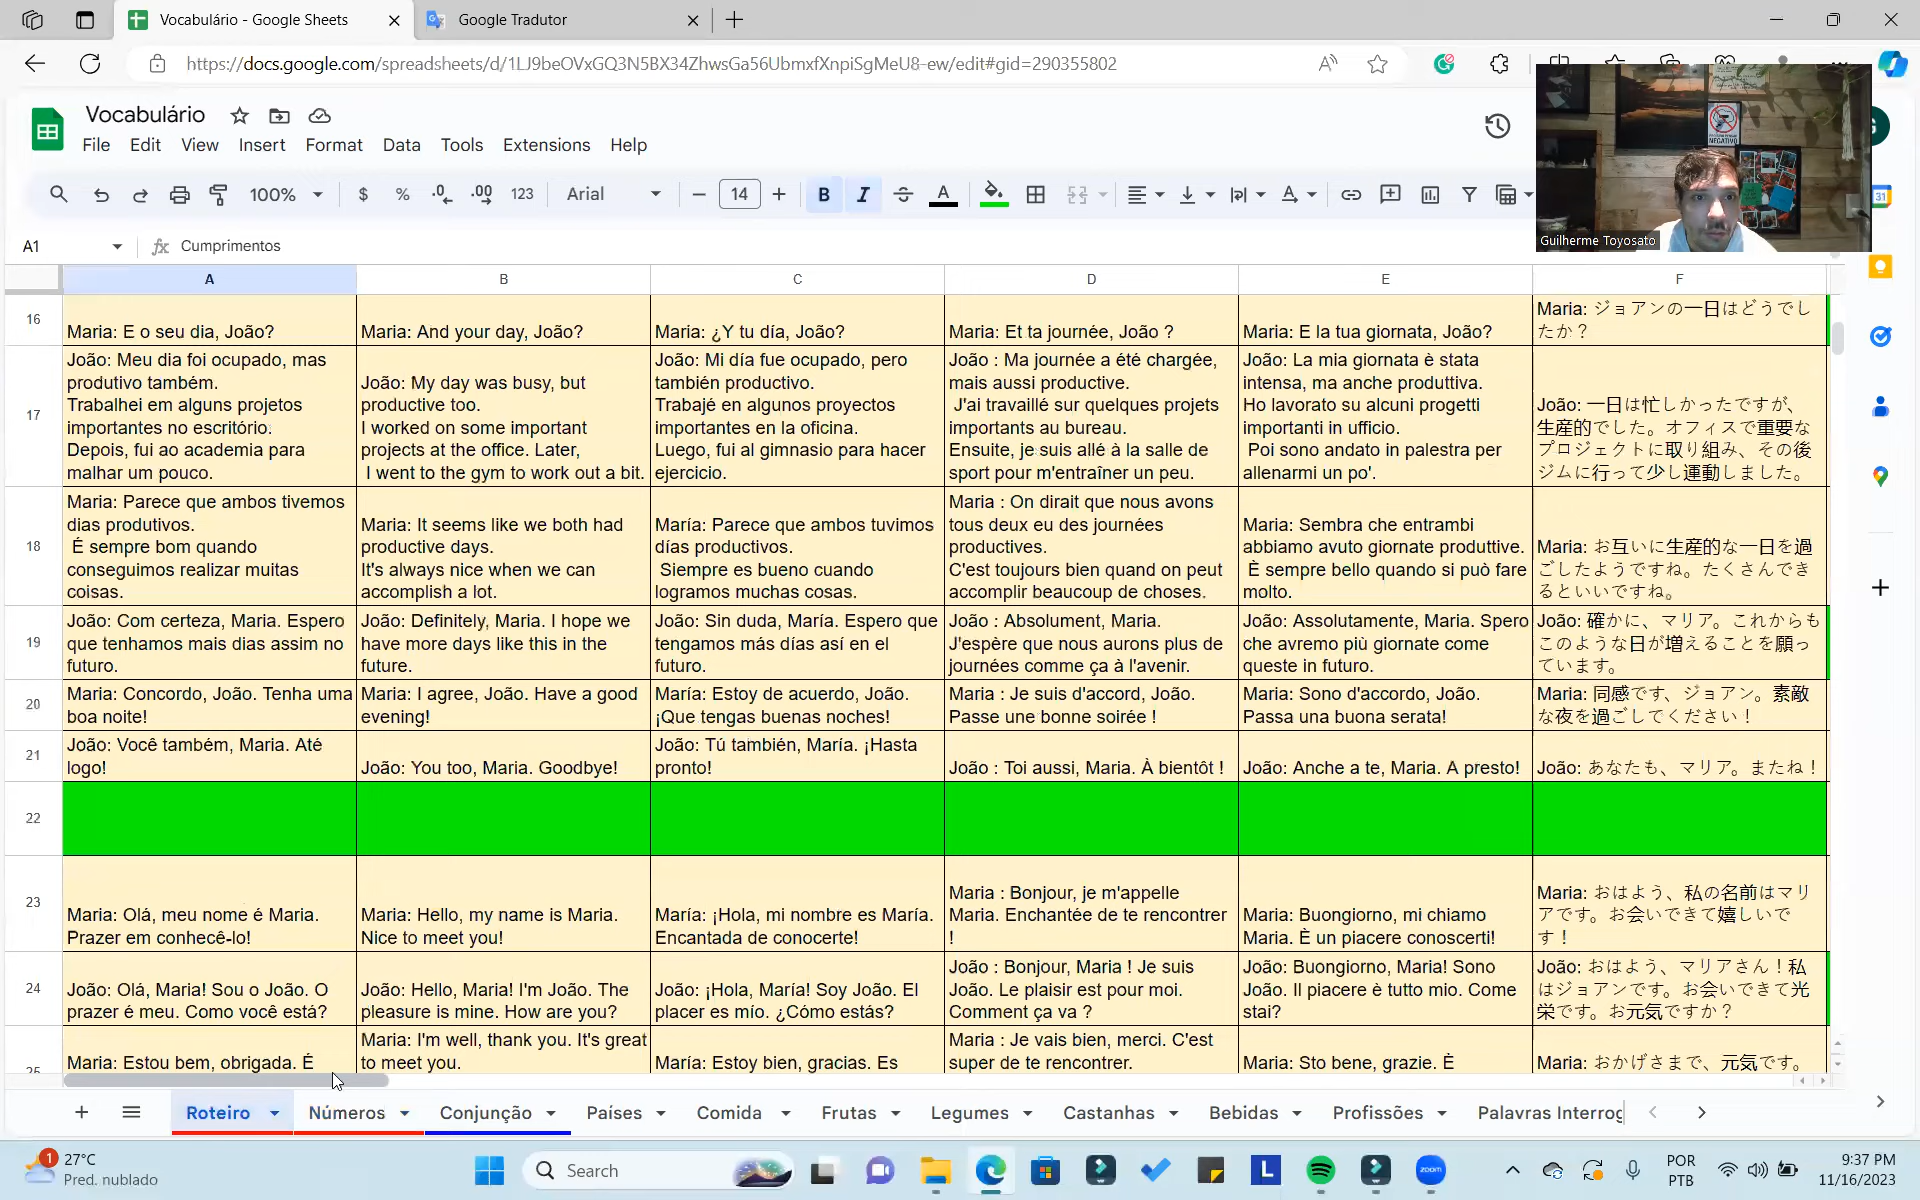 Vocabulário - Google Sheets
Google Tradutor
https://docs.google.com/spreadsheets/d/1LJ9beOVxGQ3N5BX34ZhwsGa56UbmxfXnpiSgMeU8-ew/edit#gid=290355802
Vocabulário
File Edit View Insert Format Data Tools Extensions Help
100% $ % .0 .00 123 Arial 14 B I A
NEGATIVO
Guilherme Toyosato
31
A1 fx Cumprimentos
A B C D E F
16
Maria: E o seu dia, João?
Maria: And your day, João?
Maria: ¿Y tu día, João?
Maria: Et ta journée, João ?
Maria: E la tua giornata, João?
Maria: ジョアンの一日はどうでし
たか？
17
João: Meu dia foi ocupado, mas
produtivo também.
Trabalhei em alguns projetos
importantes no escritório.
Depois, fui ao academia para
malhar um pouco.
João: My day was busy, but
productive too.
I worked on some important
projects at the office. Later,
I went to the gym to work out a bit.
João: Mi día fue ocupado, pero
también productivo.
Trabajé en algunos proyectos
importantes en la oficina.
Luego, fui al gimnasio para hacer
ejercicio.
João : Ma journée a été chargée,
mais aussi productive.
J'ai travaillé sur quelques projets
importants au bureau.
Ensuite, je suis allé à la salle de
sport pour m'entraîner un peu.
João: La mia giornata è stata
intensa, ma anche produttiva.
Ho lavorato su alcuni progetti
importanti in ufficio.
Poi sono andato in palestra per
allenarmi un po'.
João: 一日は忙しかったですが、
生産的でした。オフィスで重要な
プロジェクトに取り組み、その後
ジムに行って少し運動しました。
18
Maria: Parece que ambos tivemos
dias produtivos.
É sempre bom quando
conseguimos realizar muitas
coisas.
Maria: It seems like we both had
productive days.
It's always nice when we can
accomplish a lot.
María: Parece que ambos tuvimos
días productivos.
Siempre es bueno cuando
logramos muchas cosas.
Maria : On dirait que nous avons
tous deux eu des journées
productives.
C'est toujours bien quand on peut
accomplir beaucoup de choses.
Maria: Sembra che entrambi
abbiamo avuto giornate produttive.
È sempre bello quando si può fare
molto.
Maria: お互いに生産的な一日を過
ごしたようですね。たくさんでき
るといいですね。
19
João: Com certeza, Maria. Espero
que tenhamos mais dias assim no
futuro.
João: Definitely, Maria. I hope we
have more days like this in the
future.
João: Sin duda, María. Espero que
tengamos más días así en el
futuro.
João : Absolument, Maria.
J'espère que nous aurons plus de
journées comme ça à l'avenir.
João: Assolutamente, Maria. Spero
che avremo più giornate come
queste in futuro.
João: 確かに、マリア。これからも
このような日が増えることを願っ
ています。
20
Maria: Concordo, João. Tenha uma
boa noite!
Maria: I agree, João. Have a good
evening!
María: Estoy de acuerdo, João.
¡Que tengas buenas noches!
Maria : Je suis d'accord, João.
Passe une bonne soirée !
Maria: Sono d'accordo, João.
Passa una buona serata!
Maria: 同感です、ジョアン。素敵
な夜を過ごしてください！
21
João: Você também, Maria. Até
logo!
João: You too, Maria. Goodbye!
João: Tú también, María. ¡Hasta
pronto!
João : Toi aussi, Maria. À bientôt !
João: Anche a te, Maria. A presto!
João: あなたも、マリア。またね！
22
23
Maria: Olá, meu nome é Maria.
Prazer em conhecê-lo!
Maria: Hello, my name is Maria.
Nice to meet you!
María: ¡Hola, mi nombre es María.
Encantada de conocerte!
Maria : Bonjour, je m'appelle
Maria. Enchantée de te rencontrer
!
Maria: Buongiorno, mi chiamo
Maria. È un piacere conoscerti!
Maria: おはよう、私の名前はマリ
アです。お会いできて嬉しいで
す！
24
João: Olá, Maria! Sou o João. O
prazer é meu. Como você está?
João: Hello, Maria! I'm João. The
pleasure is mine. How are you?
João: ¡Hola, María! Soy João. El
placer es mío. ¿Cómo estás?
João : Bonjour, Maria ! Je suis
João. Le plaisir est pour moi.
Comment ça va ?
João: Buongiorno, Maria! Sono
João. Il piacere è tutto mio. Come
stai?
João: おはよう、マリアさん！私
はジョアンです。お会いできて光
栄です。お元気ですか？
25
Maria: Estou bem, obrigada. É
Maria: I'm well, thank you. It's great
to meet you.
María: Estoy bien, gracias. Es
Maria : Je vais bien, merci. C'est
super de te rencontrer.
Maria: Sto bene, grazie. È
Maria: おかげさまで、元気です。
Roteiro Números Conjunção Países Comida Frutas Legumes Castanhas Bebidas Profissões Palavras Interrog
1
27°C
Pred. nublado
Search
L
zoom
POR
PTB
9:37 PM
11/16/2023